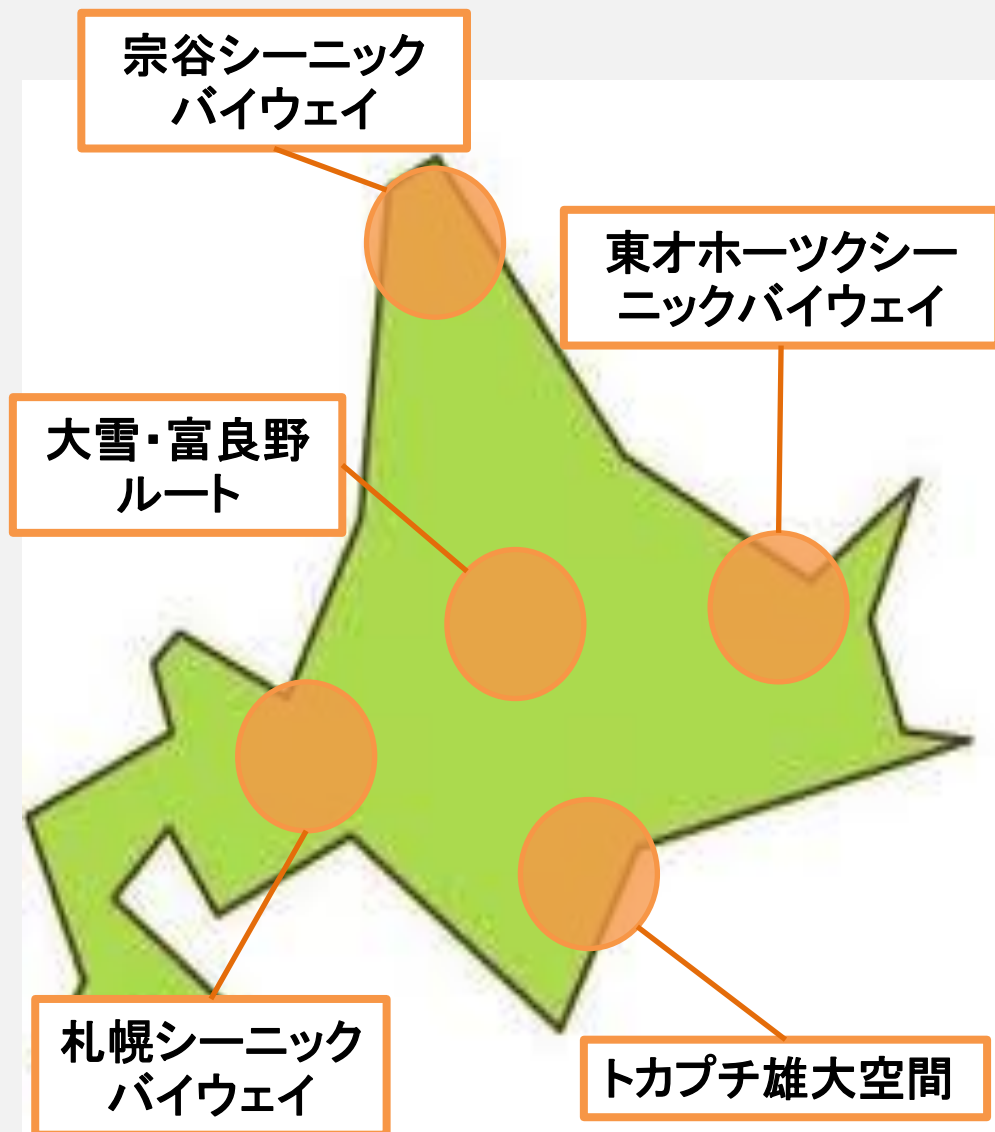 宗谷シーニック
バイウェイ
東オホーツクシー
ニックバイウェイ
大雪・富良野
ルート
札幌シーニック
バイウェイ
トカプチ雄大空間